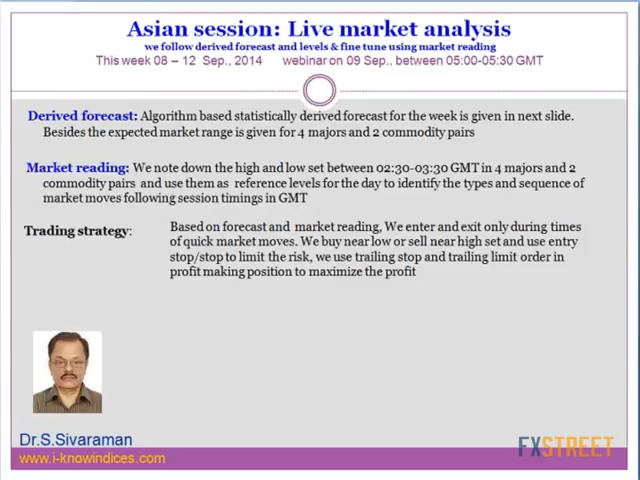 Asian session: Live market analysis
we follow derived forecast and levels & fine tune using market reading
This week 08 – 12 Sep., 2014 webinar on 09 Sep., between 05:00-05:30 GMT
Derived forecast: Algorithm based statistically derived forecast for the week is given in next slide.
Besides the expected market range is given for 4 majors and 2 commodity pairs
Market reading: We note down the high and low set between 02:30-03:30 GMT in 4 majors and 2
commodity pairs and use them as reference levels for the day to identify the types and sequence of
market moves following session timings in GMT
Trading strategy: Based on forecast and market reading, We enter and exit only during times
of quick market moves. We buy near low or sell near high set and use entry
stop/stop to limit the risk, we use trailing stop and trailing limit order in
profit making position to maximize the profit
Dr.S.Sivaraman
www.i-knowindices.com
FXSTREET